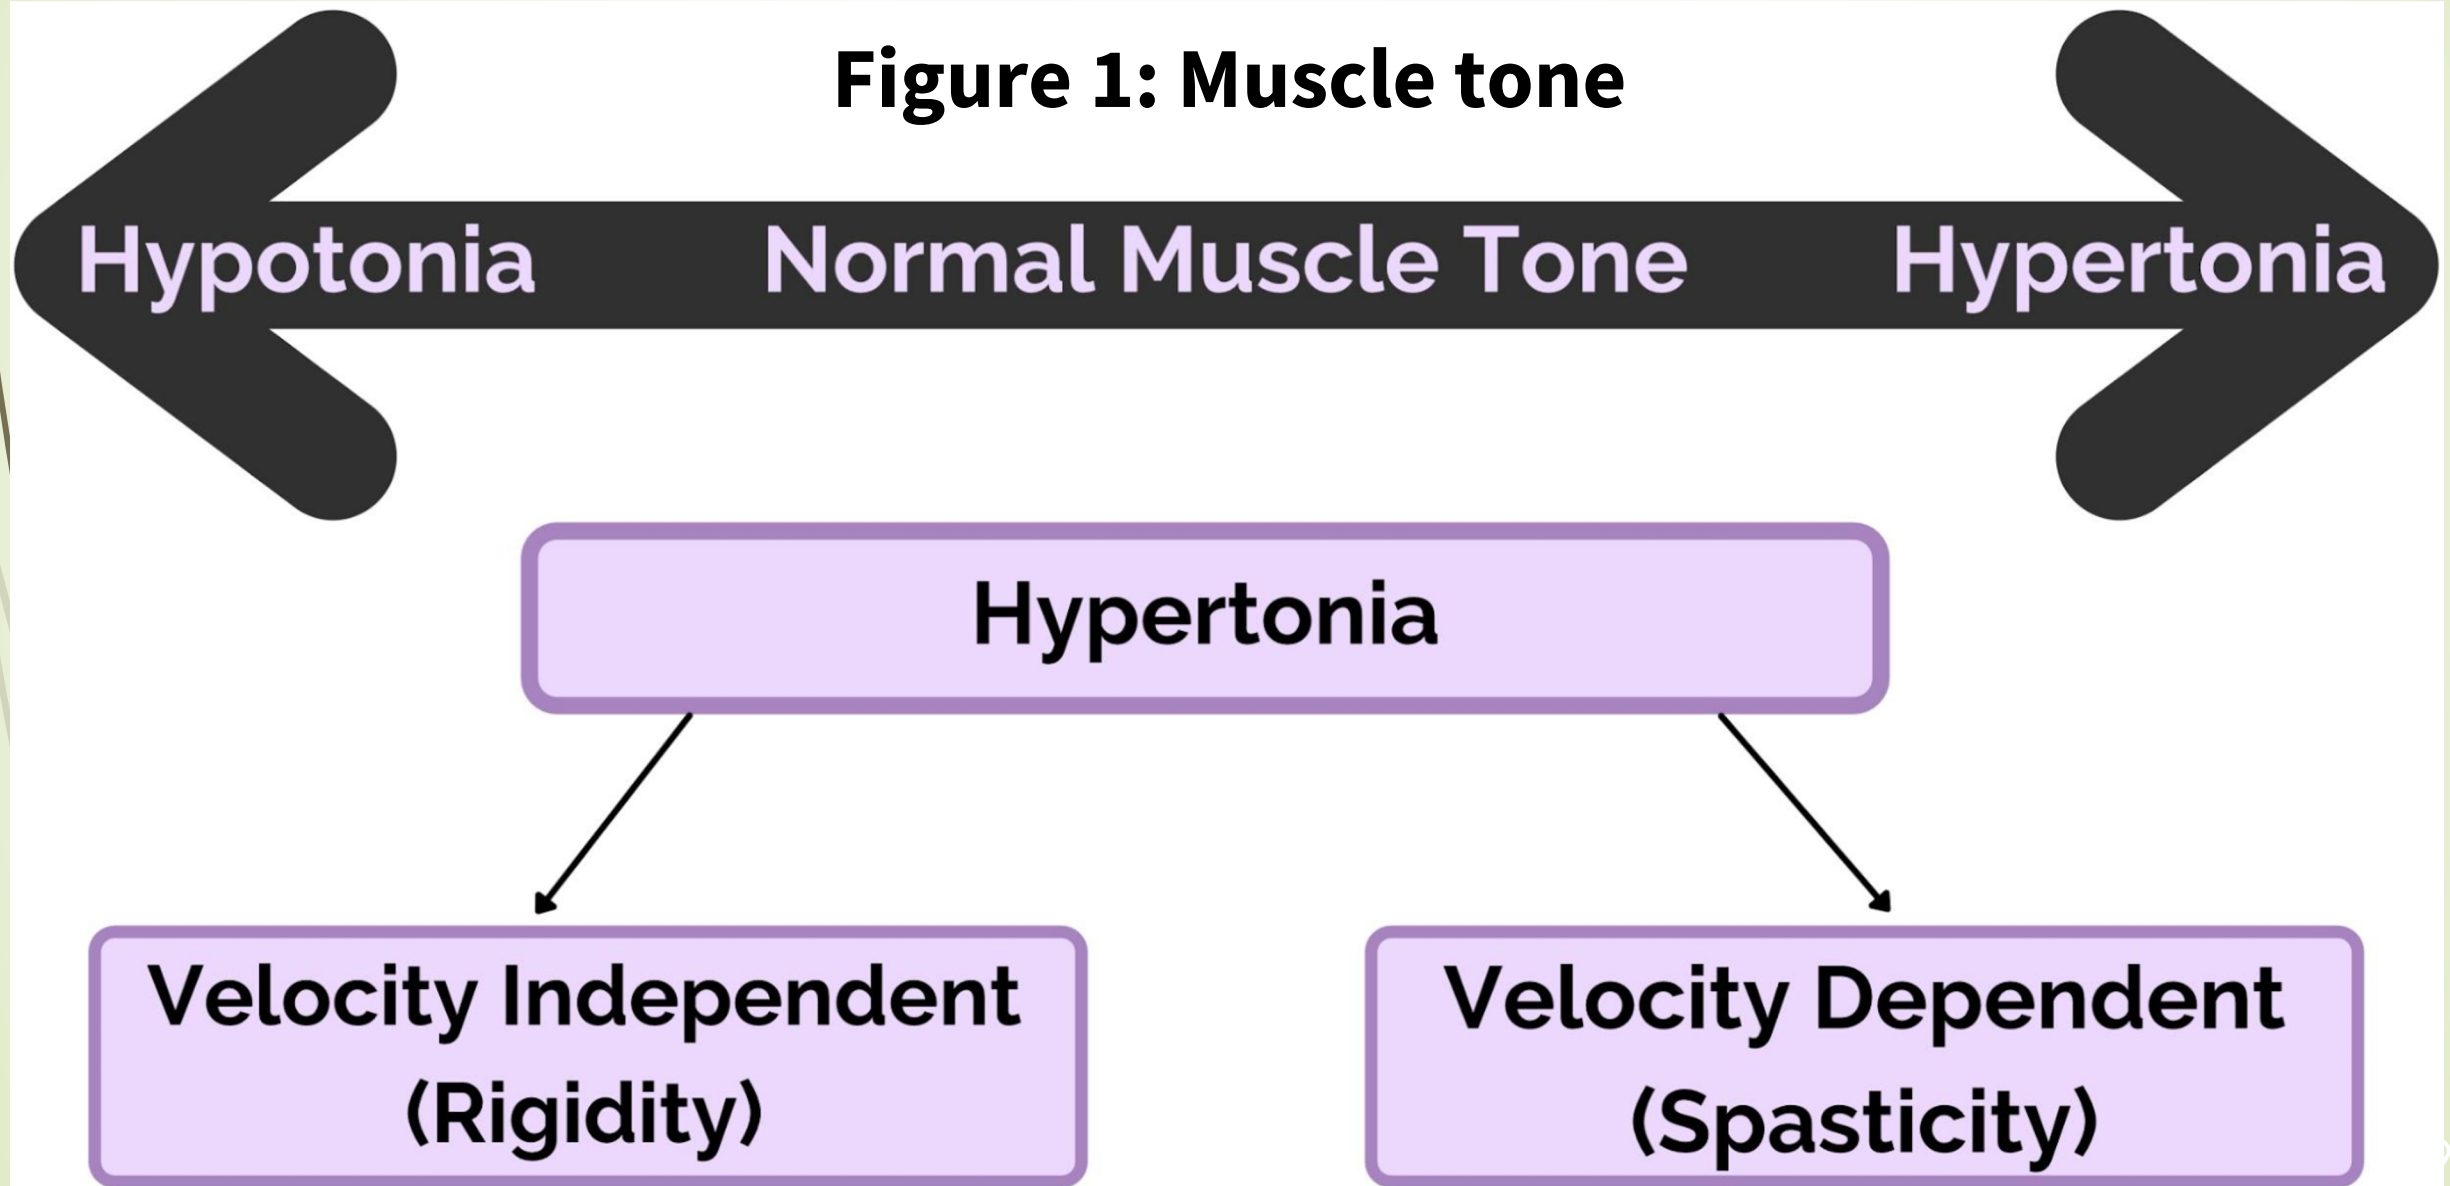 Figure 1: Muscle tone
Hypotonia Normal Muscle Tone Hypertonia
Hypertonia
Velocity Independent
(Rigidity)
Velocity Dependent
(Spasticity)